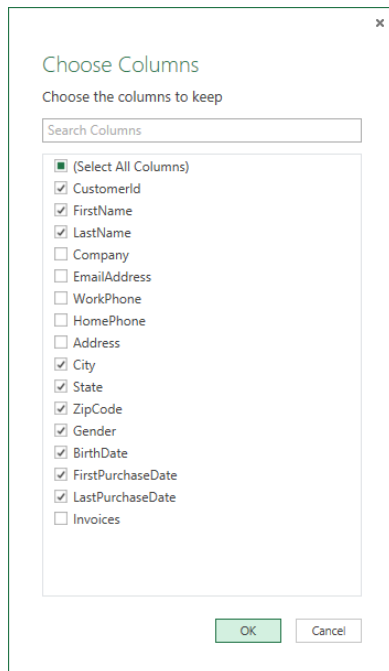 Choose Columns
Choose the columns to keep
Search Columns
(Select All Columns)
CustomerId
FirstName
LastName
Company
EmailAddress
WorkPhone
HomePhone
Address
City
State
ZipCode
Gender
BirthDate
FirstPurchaseDate
LastPurchaseDate
Invoices
OK Cancel